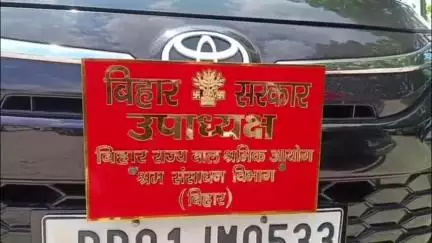 बिहार सरकार
उपाध्यक्ष
बिहार राज्य बाल श्रमिक आयोग
"श्रम संसाधन विभाग"
(बिहार)